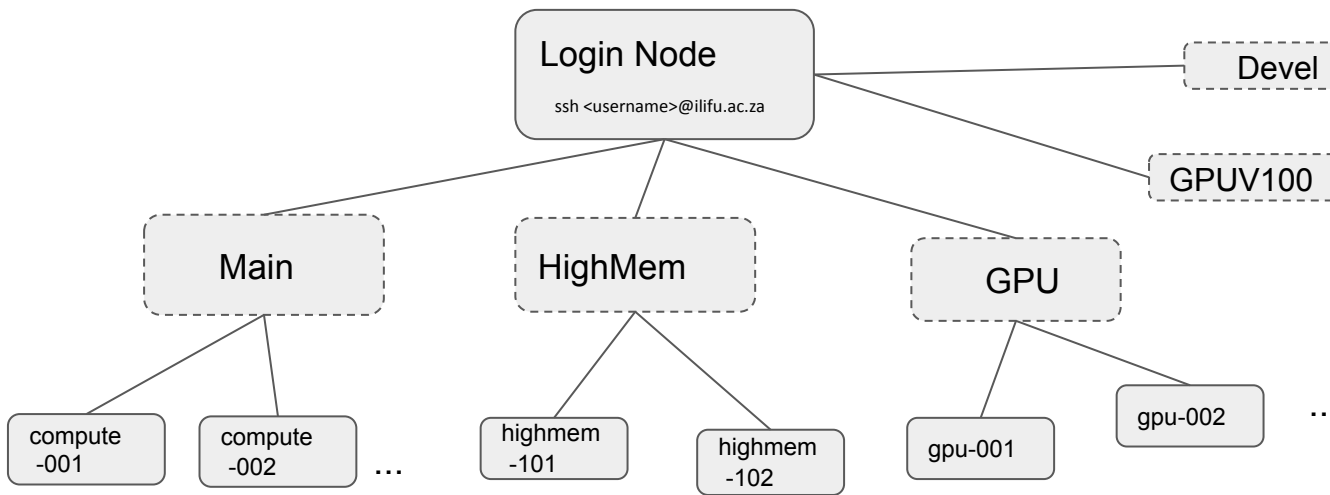 Login Node
ssh <username>@ilifu.ac.za
Devel
GPUV100
Main
HighMem
GPU
compute
-001
compute
-002
...
highmem
-101
highmem
-102
gpu-001
gpu-002
...